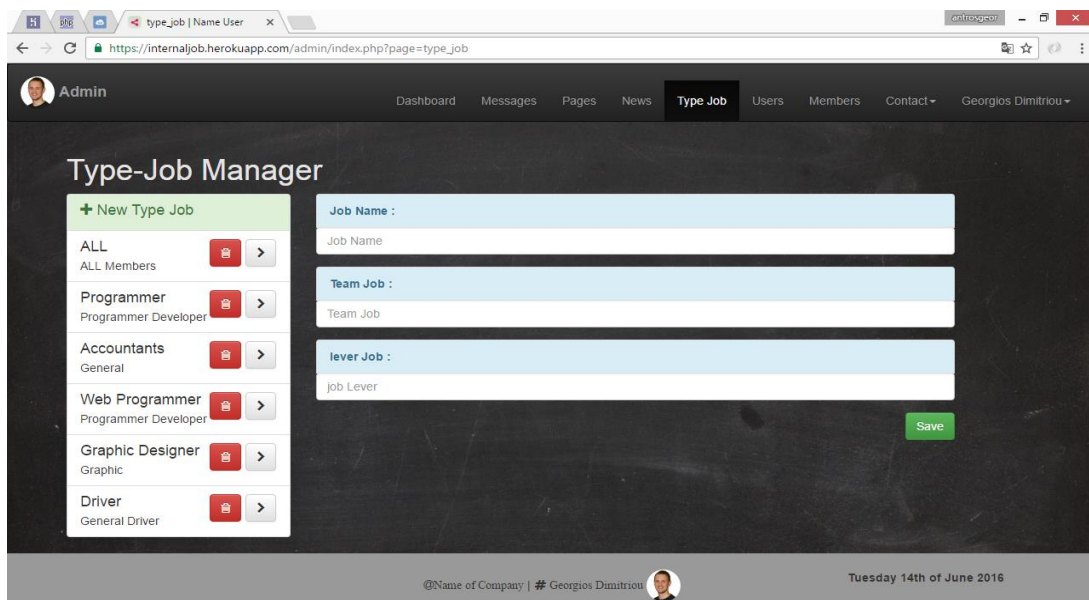 type_job | Name User
antrosgeor
https://internaljob.herokuapp.com/admin/index.php?page=type_job
Admin
Dashboard
Messages
Pages
News
Type Job
Users
Members
Contact
Georgios Dimitriou
Type-Job Manager
New Type Job
ALL
ALL Members
Programmer
Programmer Developer
Accountants
General
Web Programmer
Programmer Developer
Graphic Designer
Graphic
Driver
General Driver
Job Name :
Job Name
Team Job :
Team Job
lever Job :
job Lever
Save
@Name of Company | # Georgios Dimitriou
Tuesday 14th of June 2016